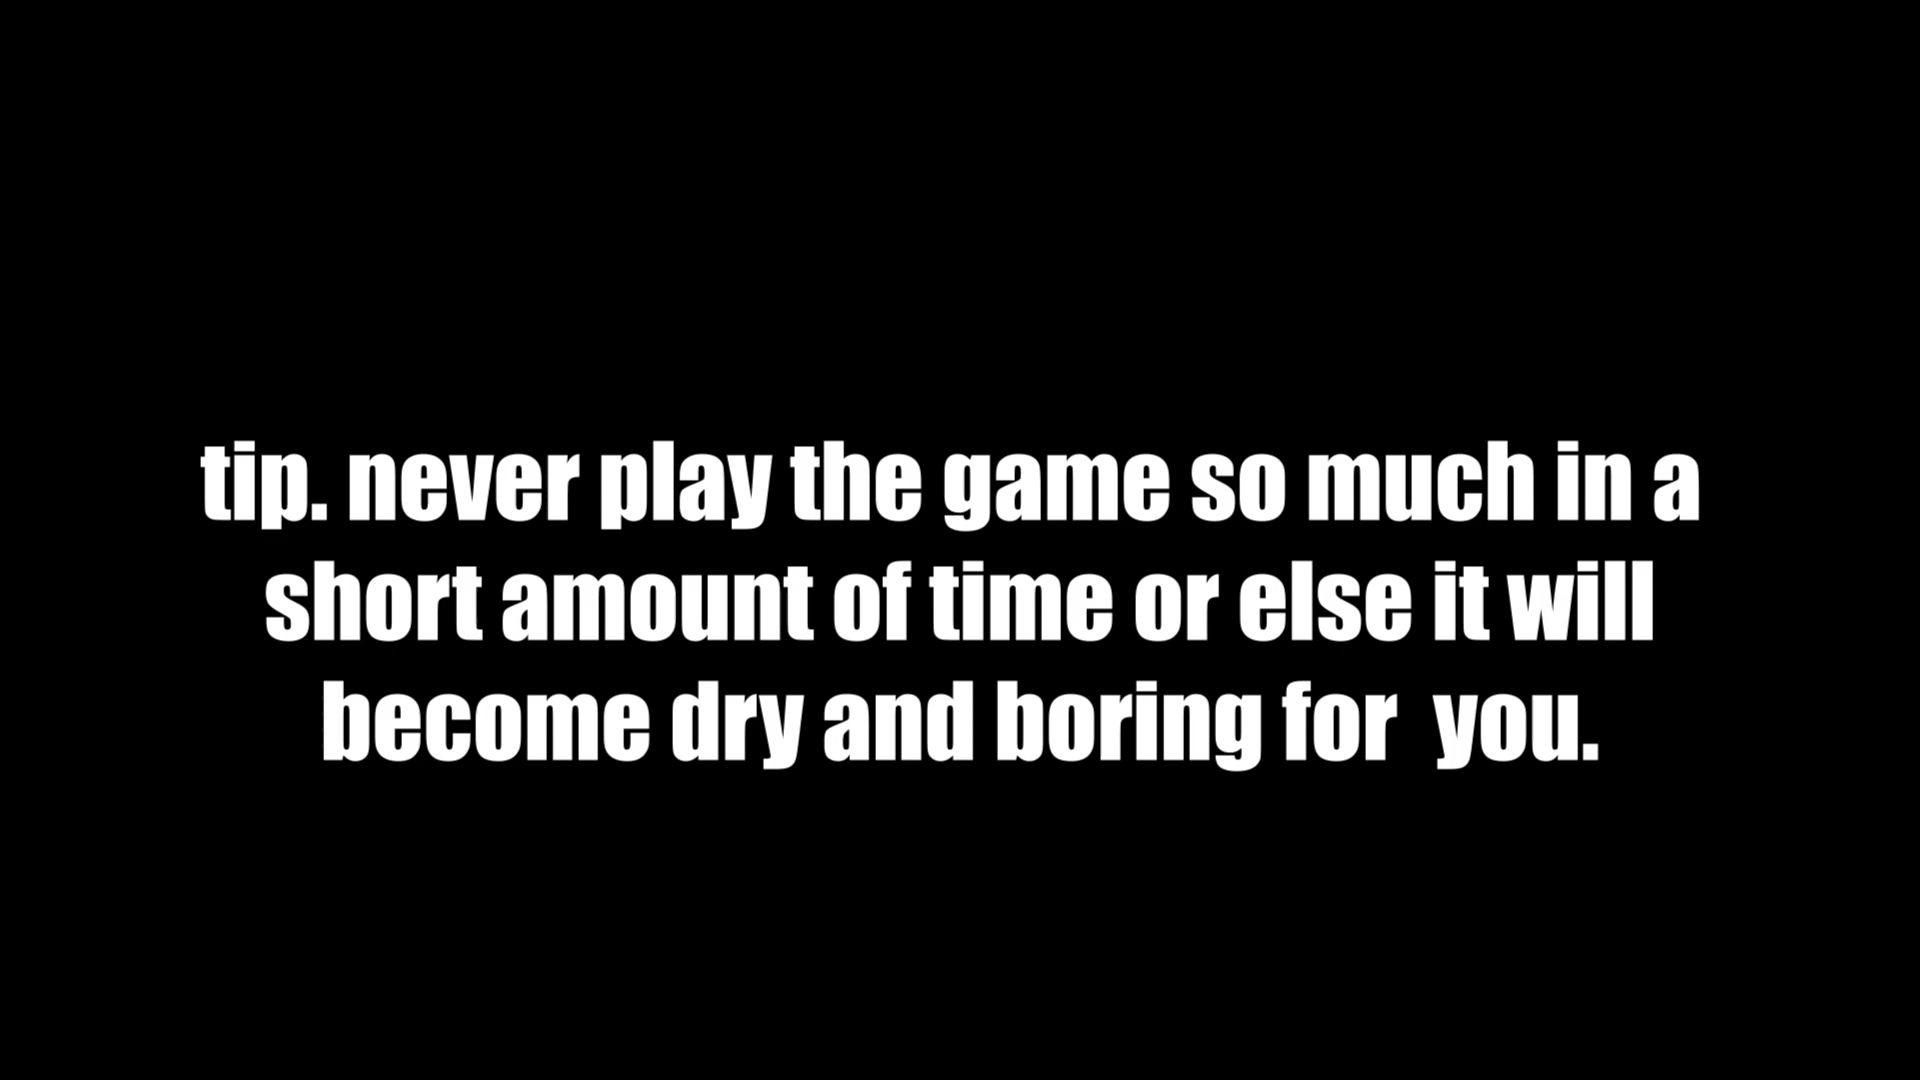 tip. never play the game so much in a
short amount of time or else it will
become dry and boring for  you.